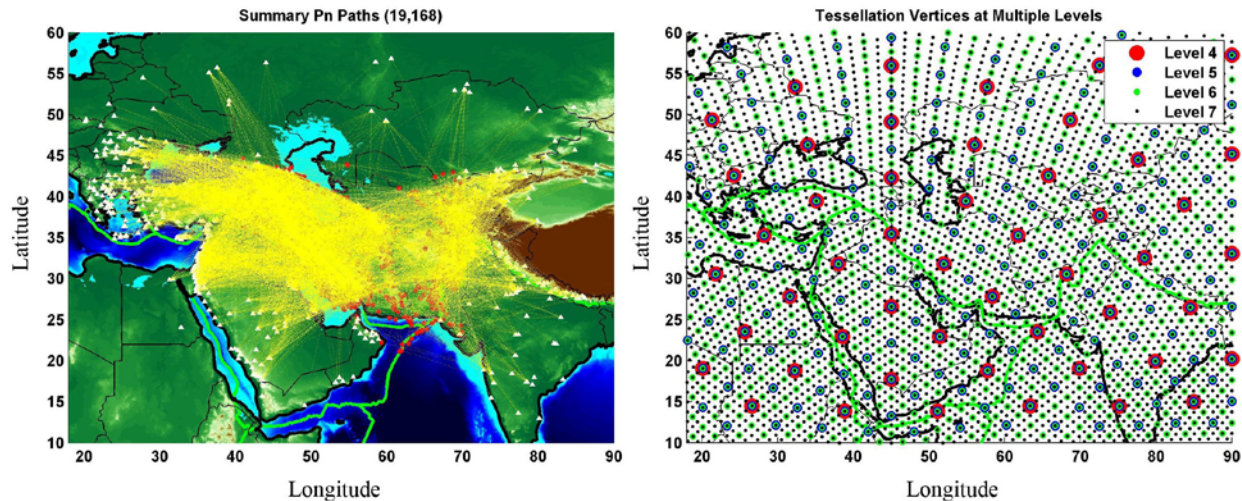 Summary Pn Paths (19,168)
60
55
50
45
40
35
30
25
20
15
10
Latitude
20 30 40 50 60 70 80 90
Longitude
Tessellation Vertices at Multiple Levels
60
55
50
45
40
35
30
25
20
15
10
Latitude
Level 4
Level 5
Level 6
Level 7
20 30 40 50 60 70 80 90
Longitude